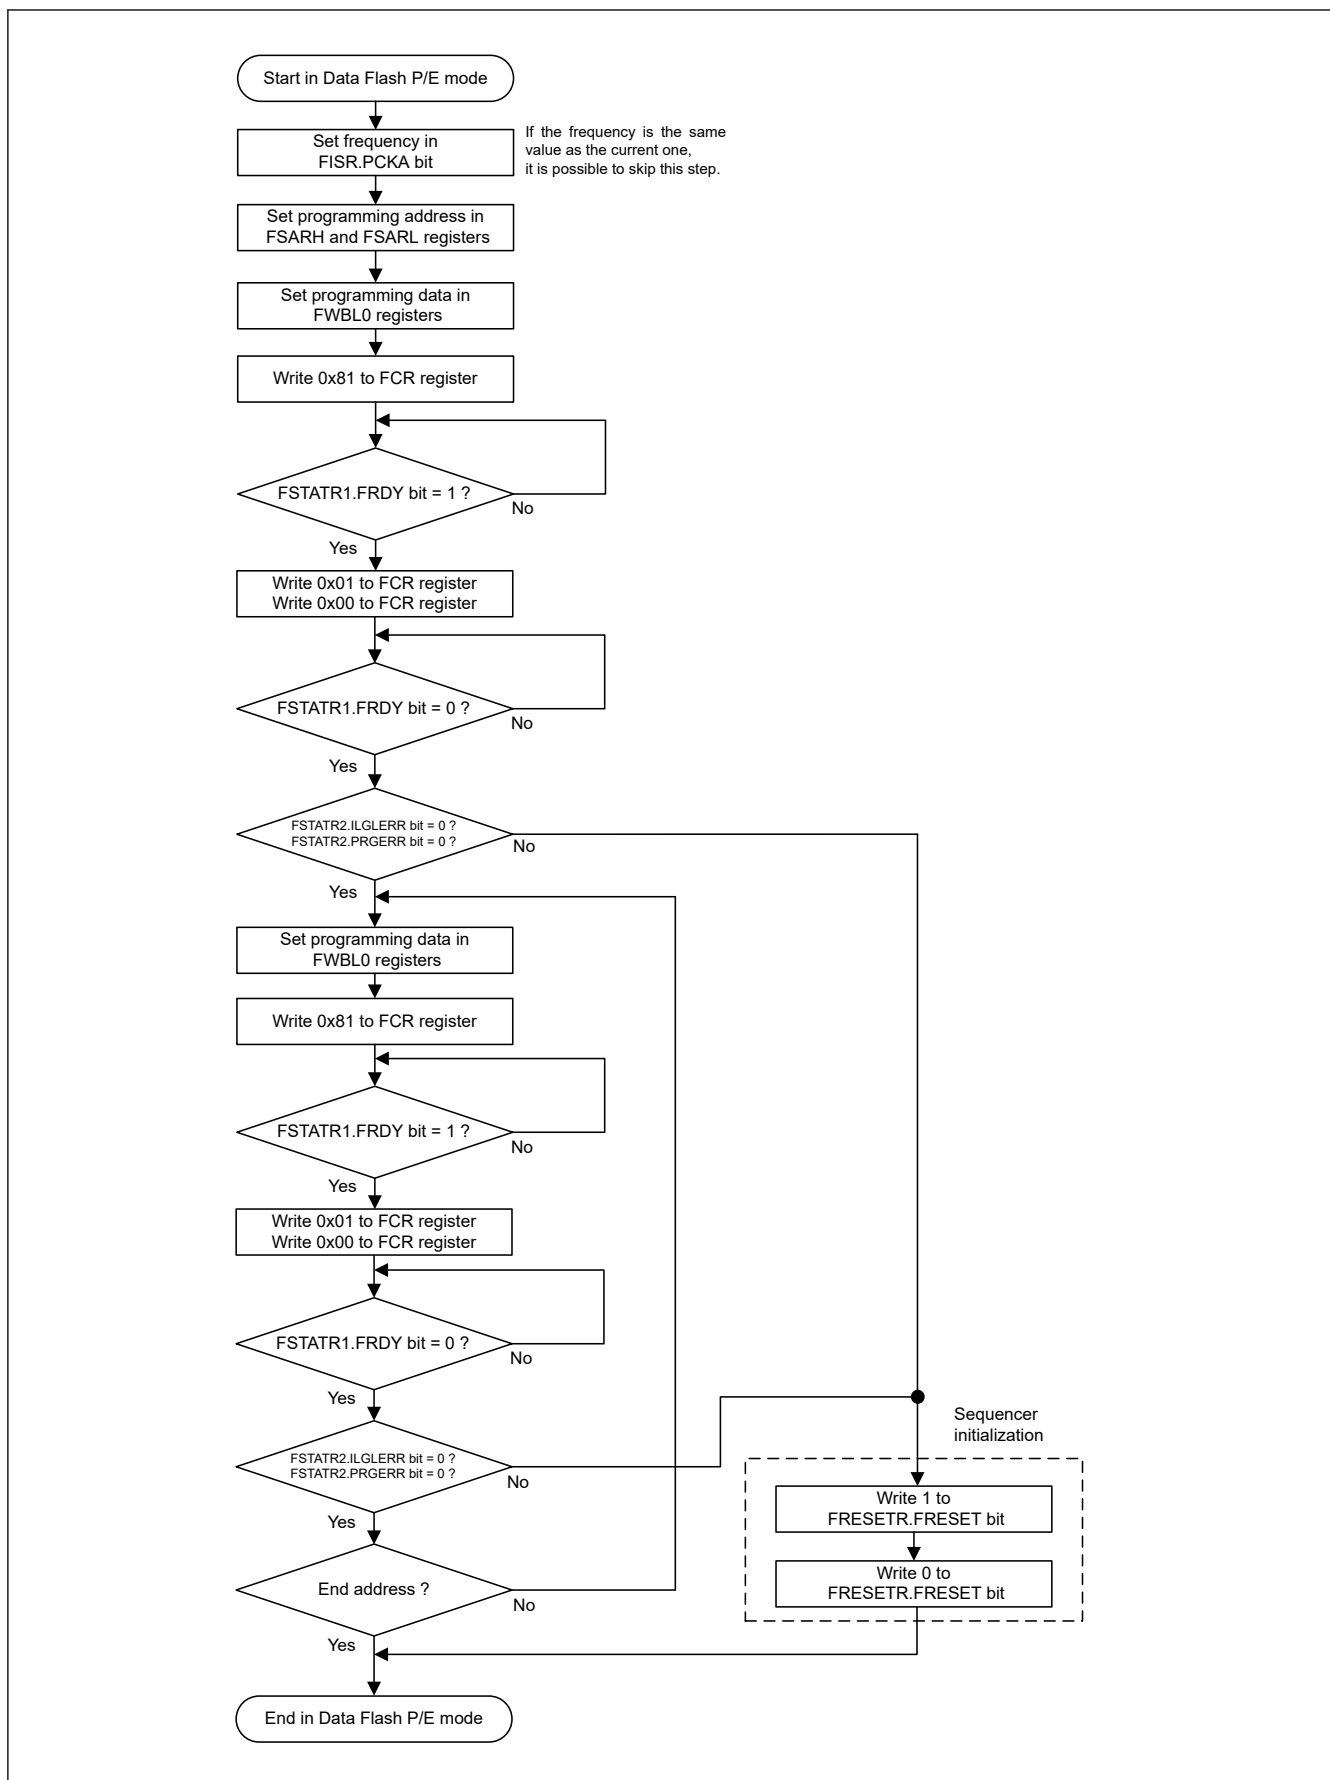 Start in Data Flash P/E mode
Set frequency in
FISR.PCKA bit
If the frequency is the same
value as the current one,
it is possible to skip this step.
Set programming address in
FSARH and FSARL registers
Set programming data in
FWBL0 registers
Write 0x81 to FCR register
FSTATR1.FRDY bit = 1 ?
No
Yes
Write 0x01 to FCR register
Write 0x00 to FCR register
FSTATR1.FRDY bit = 0 ?
No
Yes
FSTATR2.ILGLERR bit = 0 ?
FSTATR2.PRGERR bit = 0 ?
No
Yes
Set programming data in
FWBL0 registers
Write 0x81 to FCR register
FSTATR1.FRDY bit = 1 ?
No
Yes
Write 0x01 to FCR register
Write 0x00 to FCR register
FSTATR1.FRDY bit = 0 ?
No
Yes
Sequencer
initialization
FSTATR2.ILGLERR bit = 0 ?
FSTATR2.PRGERR bit = 0 ?
No
Yes
Write 1 to
FRESETR.FRESET bit
Write 0 to
FRESETR.FRESET bit
End address ?
No
Yes
End in Data Flash P/E mode